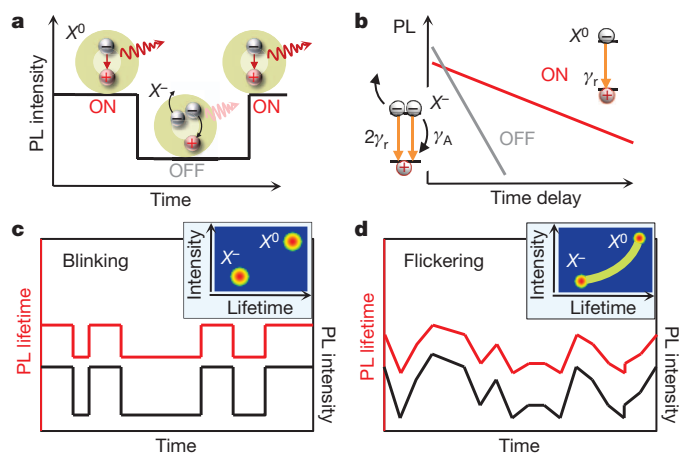 a
X⁰
X⁻
ON
ON
OFF
PL intensity
Time
b
PL
X⁰
ON
γr
X⁻
2γr
γA
OFF
Time delay
c
Blinking
Intensity
X⁰
X⁻
Lifetime
PL lifetime
PL intensity
Time
d
Flickering
Intensity
X⁰
X⁻
Lifetime
PL lifetime
PL intensity
Time